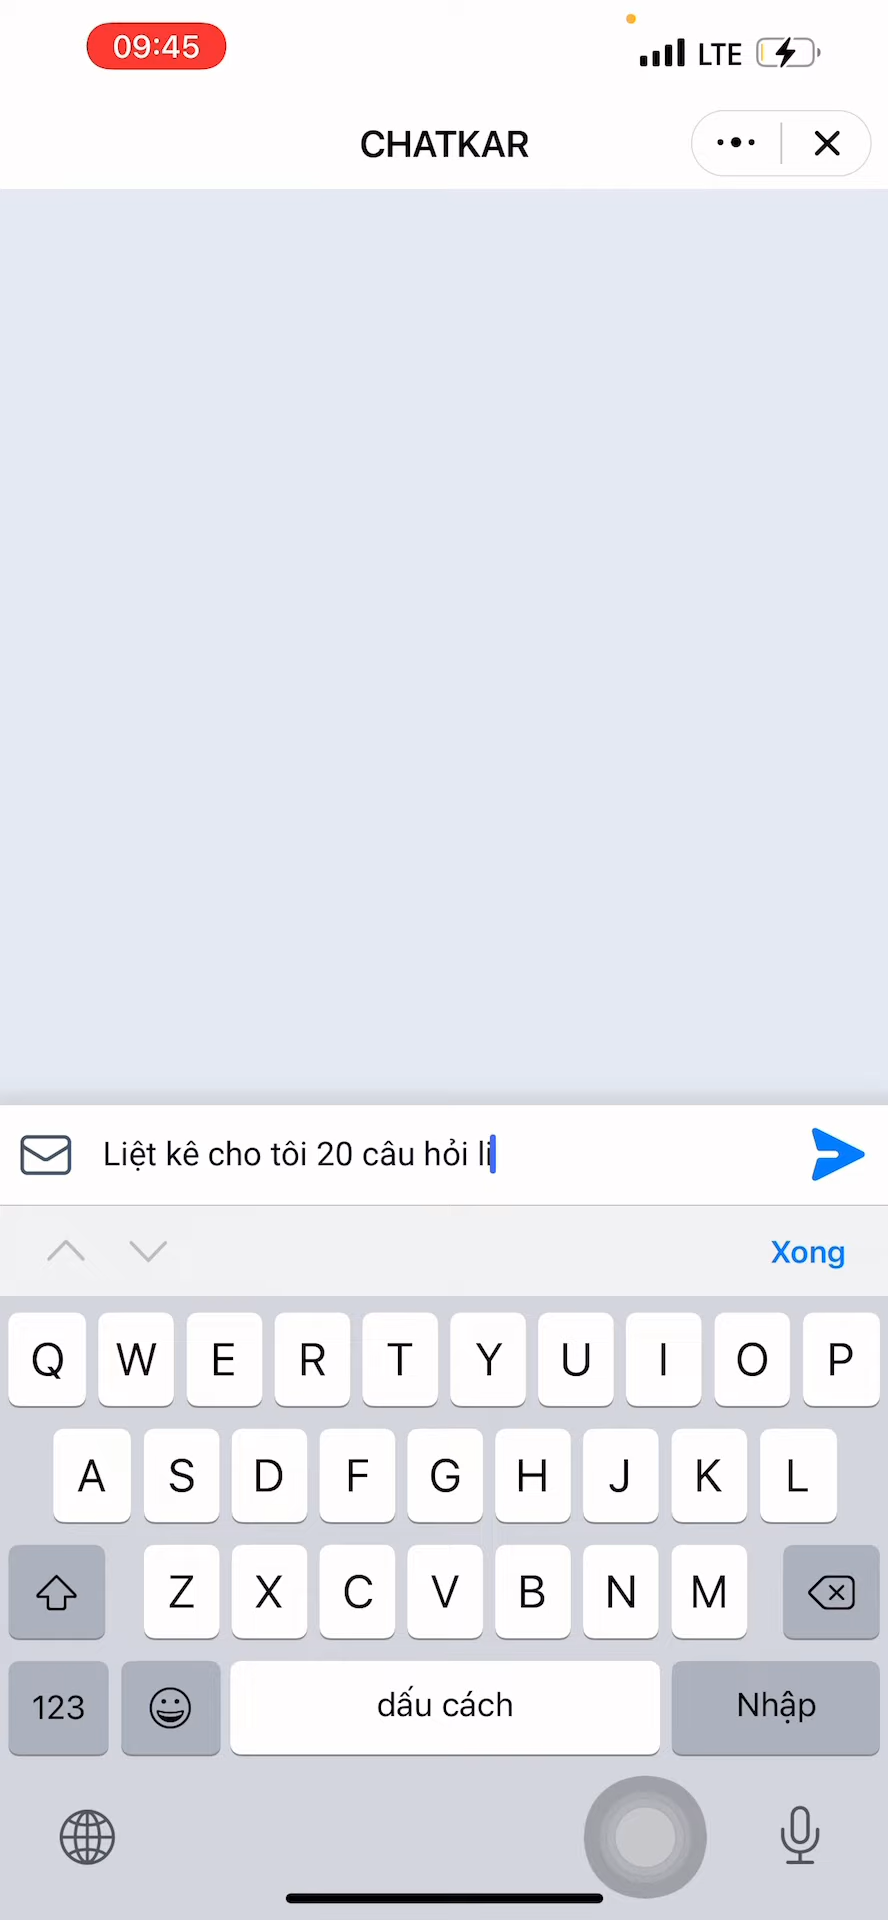 09:45
LTE
CHATKAR
Liệt kê cho tôi 20 câu hỏi li
Xong
Q W E R T Y U I O P
A S D F G H J K L
Z X C V B N M
123 dấu cách Nhập